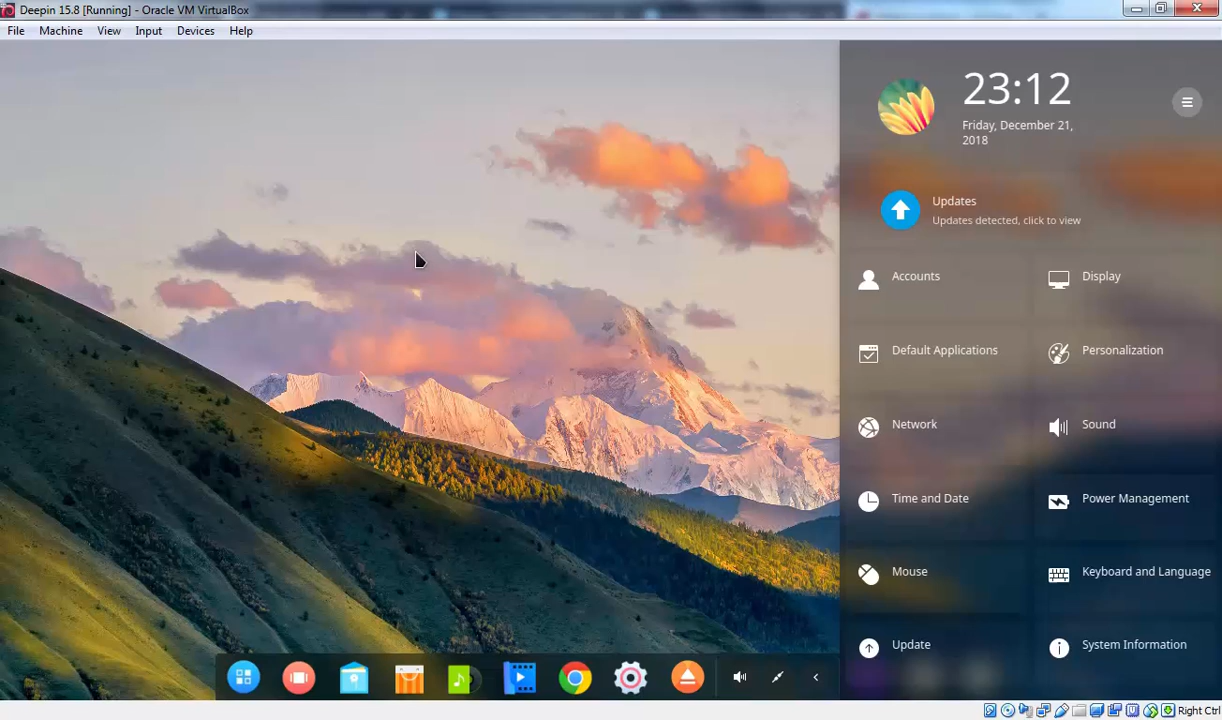 Deepin 15.8 [Running] - Oracle VM VirtualBox
File Machine View Input Devices Help
23:12
Friday, December 21,
2018
Updates
Updates detected, click to view
Accounts
Display
Default Applications
Personalization
Network
Sound
Time and Date
Power Management
Mouse
Keyboard and Language
Update
System Information
Right Ctrl